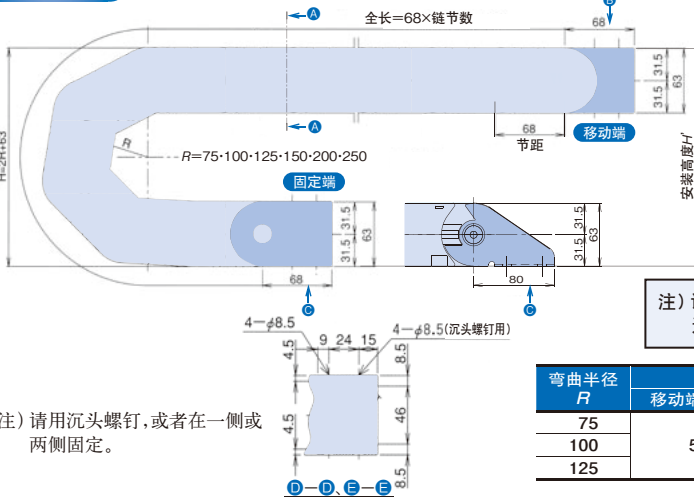 B
A
全长=68×链节数
68
31.5
31.5
63
A
68
节距
移动端
H=2R+63
R
R=75·100·125·150·200·250
安装高度H'
固定端
31.5
31.5
63
68
C
31.5
31.5
63
80
C
注)
4-φ8.5
9 24 15
4-φ8.5(沉头螺钉用)
4.5
4.5
8.5
46
8.5
D-D、E-E
注)请用沉头螺钉,或者在一侧或
两侧固定。
弯曲半径
R
移动端
75
100
125
5